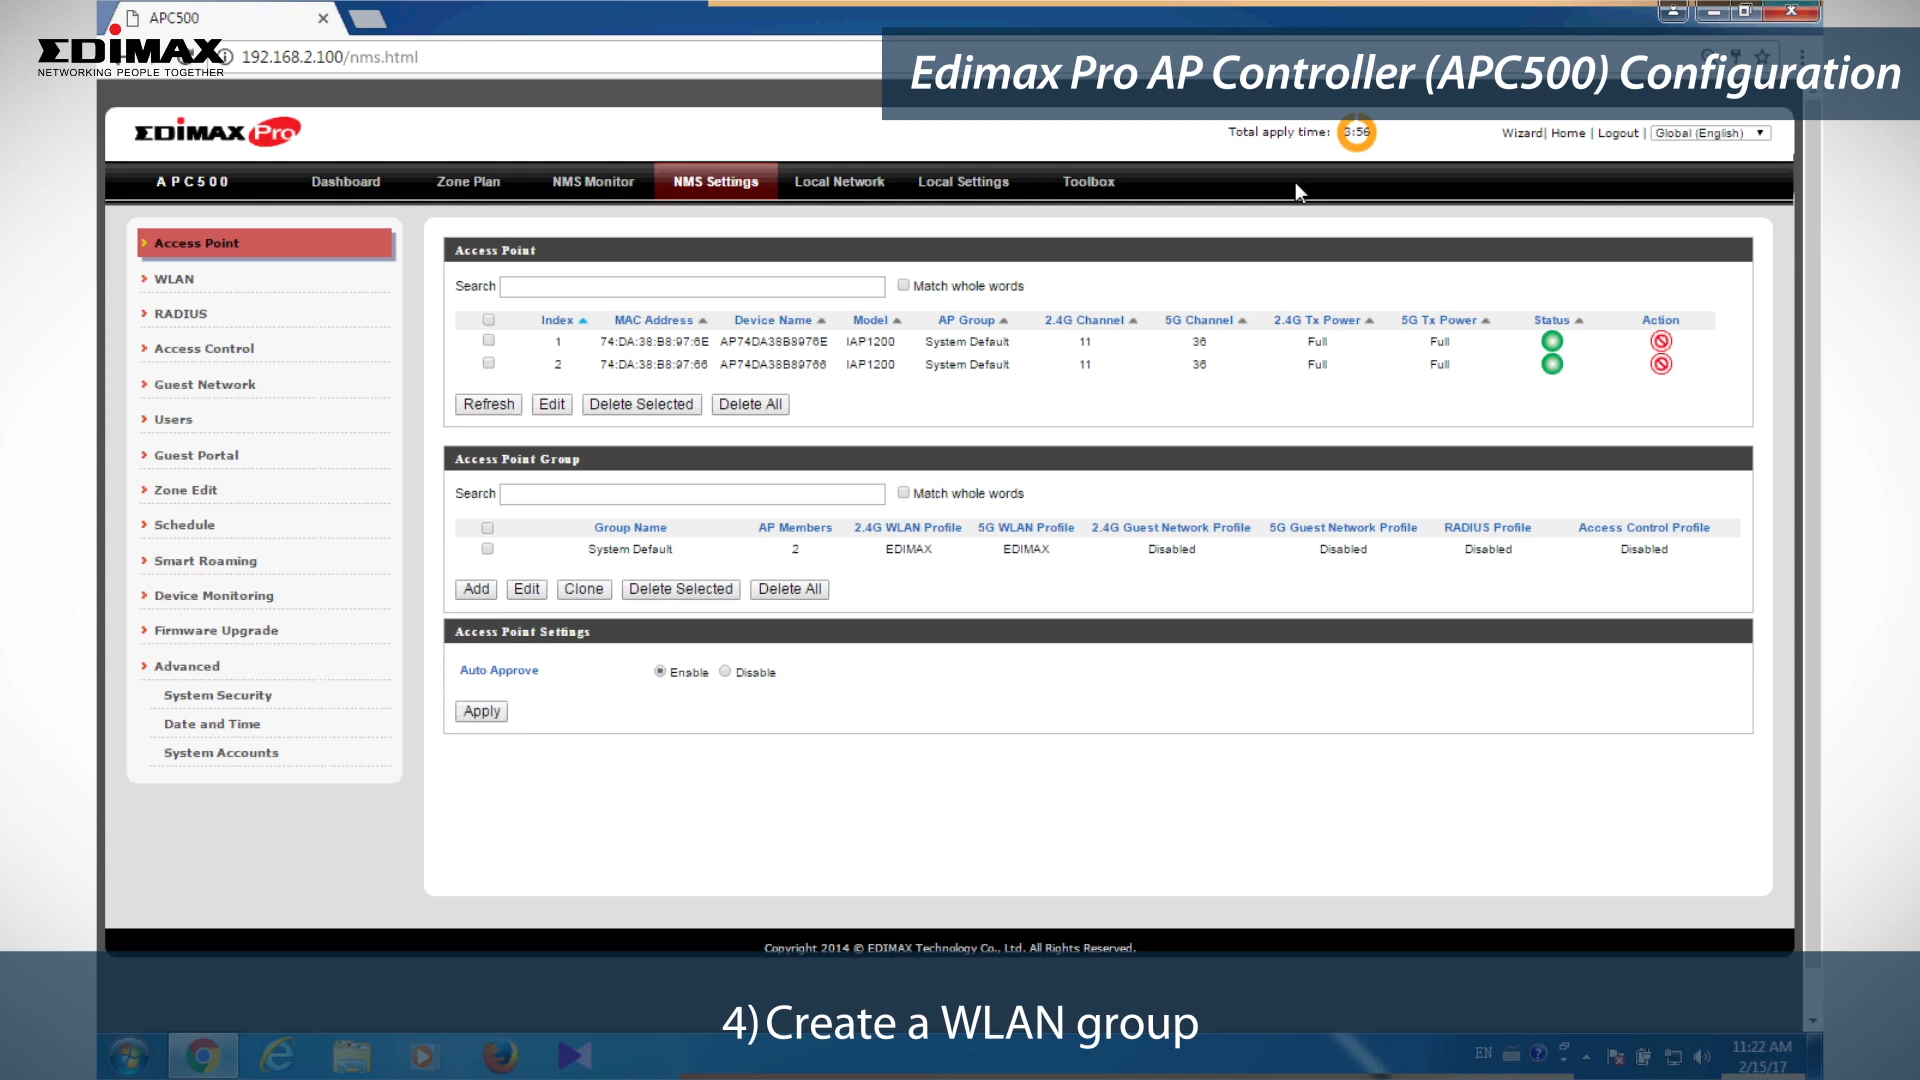 APC500
EDIMAX
NETWORKING PEOPLE TOGETHER
192.168.2.100/nms.html
Edimax Pro AP Controller (APC500) Configuration
EDIMAX Pro
Total apply time: 3:56
Wizard| Home | Logout | Global (English)
APC500 Dashboard Zone Plan NMS Monitor NMS Settings Local Network Local Settings Toolbox
Access Point
WLAN
RADIUS
Access Control
Guest Network
Users
Guest Portal
Zone Edit
Schedule
Smart Roaming
Device Monitoring
Firmware Upgrade
Advanced
System Security
Date and Time
System Accounts
Access Point
Search Match whole words
Index MAC Address Device Name Model AP Group 2.4G Channel 5G Channel 2.4G Tx Power 5G Tx Power Status Action
1 74:DA:38:B8:97:6E AP74DA38B8976E IAP1200 System Default 11 36 Full Full
2 74:DA:38:B8:97:66 AP74DA38B89766 IAP1200 System Default 11 36 Full Full
Refresh Edit Delete Selected Delete All
Access Point Group
Search Match whole words
Group Name AP Members 2.4G WLAN Profile 5G WLAN Profile 2.4G Guest Network Profile 5G Guest Network Profile RADIUS Profile Access Control Profile
System Default 2 EDIMAX EDIMAX Disabled Disabled Disabled Disabled
Add Edit Clone Delete Selected Delete All
Access Point Settings
Auto Approve Enable Disable
Apply
Copyright 2014 © EDIMAX Technology Co., Ltd. All Rights Reserved.
4) Create a WLAN group
EN
11:22 AM
2/15/17